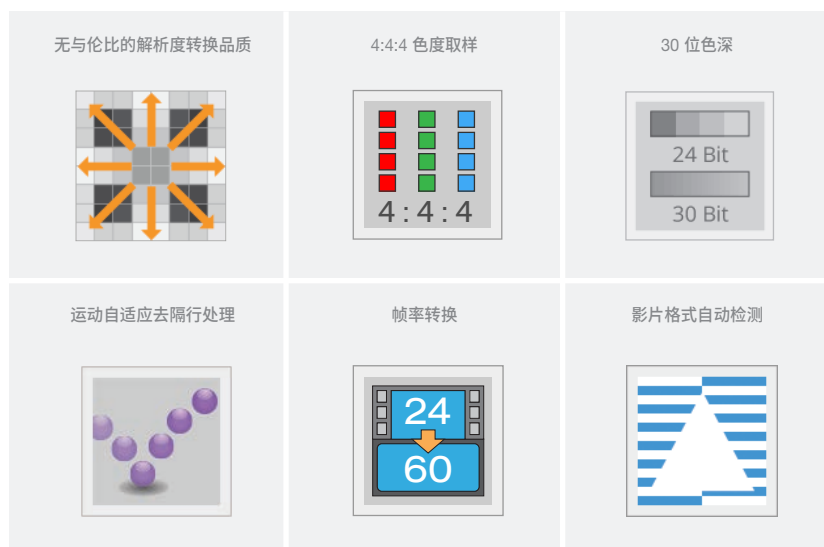 无与伦比的解析度转换品质
4:4:4 色度取样
30 位色深
4:4:4
24 Bit
30 Bit
运动自适应去隔行处理
帧率转换
影片格式自动检测
24
60